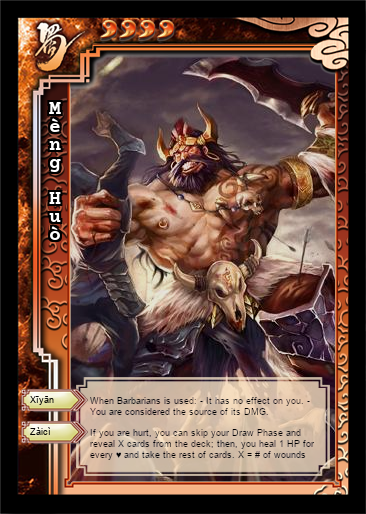 蜀
Mèng Huò
Xīyān
When Barbarians is used: - It has no effect on you. -
You are considered the source of its DMG.
Zàicì
If you are hurt, you can skip your Draw Phase and
reveal X cards from the deck; then, you heal 1 HP for
every ♥ and take the rest of cards. X = # of wounds